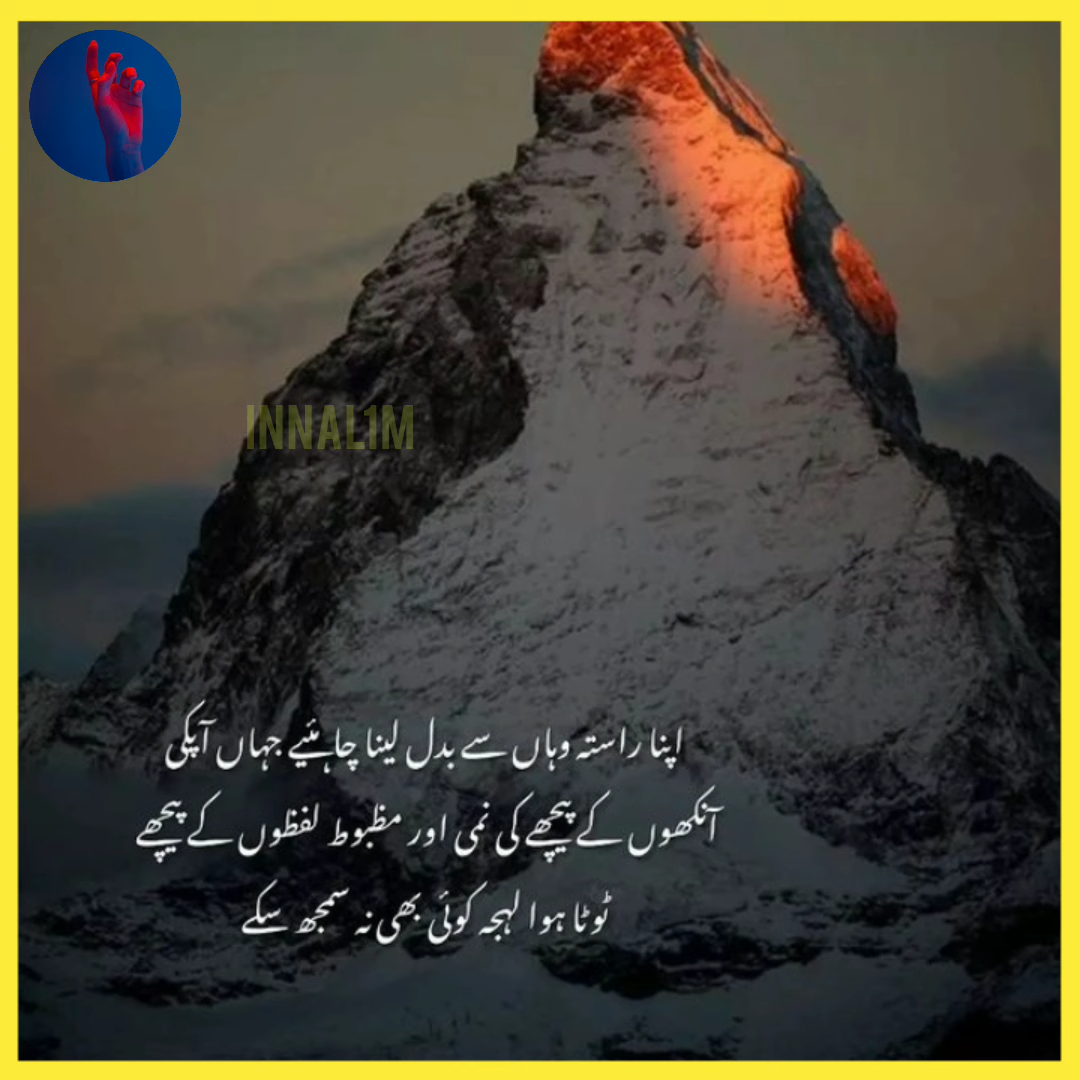 INNAL1M
اپنا راستہ وہاں سے بدل لینا چاہئیے جہاں آپکی
آنکھوں کے پیچھے کی نمی اور مظبوط لفظوں کے پیچھے
ٹوٹا ہوا لہجہ کوئی بھی نہ سمجھ سکے